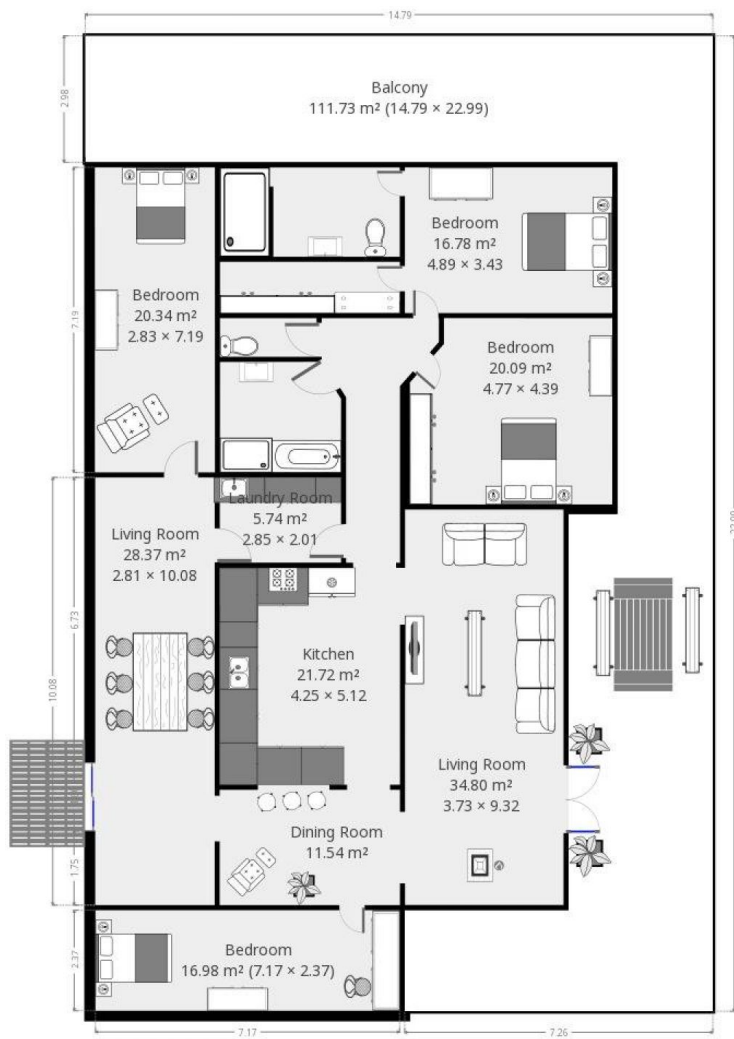 14.79
2.98
Balcony
111.73 m² (14.79 × 22.99)
Bedroom
16.78 m²
4.89 × 3.43
7.19
Bedroom
20.34 m²
2.83 × 7.19
Bedroom
20.09 m²
4.77 × 4.39
Laundry Room
5.74 m²
2.85 × 2.01
22.99
Living Room
28.37 m²
2.81 × 10.08
6.73
10.08
Kitchen
21.72 m²
4.25 × 5.12
Living Room
34.80 m²
3.73 × 9.32
Dining Room
11.54 m²
1.75
2.37
Bedroom
16.98 m² (7.17 × 2.37)
7.17
7.26